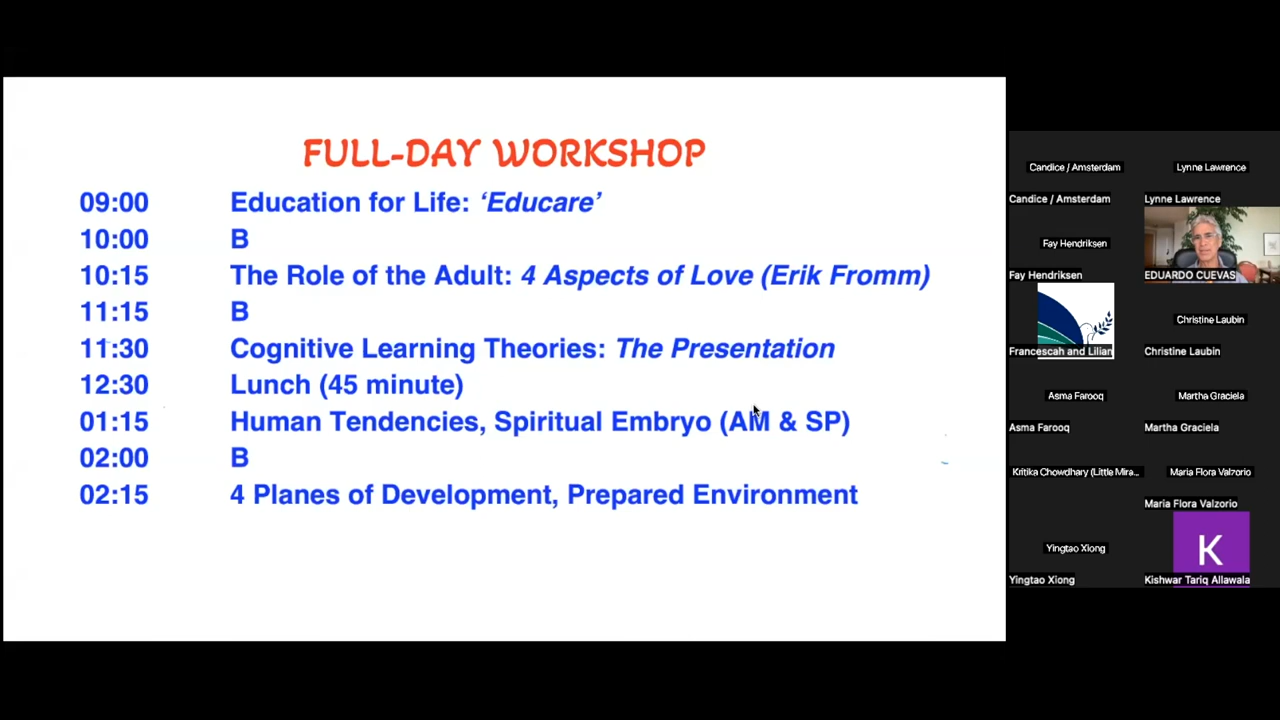 FULL-DAY WORKSHOP
09:00 Education for Life: ‘Educare’
10:00 B
10:15 The Role of the Adult: 4 Aspects of Love (Erik Fromm)
11:15 B
11:30 Cognitive Learning Theories: The Presentation
12:30 Lunch (45 minute)
01:15 Human Tendencies, Spiritual Embryo (AM & SP)
02:00 B
02:15 4 Planes of Development, Prepared Environment
Candice / Amsterdam
Candice / Amsterdam
Lynne Lawrence
Lynne Lawrence
Fay Hendriksen
Fay Hendriksen
EDUARDO CUEVAS
Francescah and Lilian
Christine Laubin
Christine Laubin
Asma Farooq
Asma Farooq
Martha Graciela
Martha Graciela
Kritika Chowdhary (Little Mira...
Maria Flora Valzorio
Maria Flora Valzorio
Yingtao Xiong
Yingtao Xiong
K
Kishwar Tariq Allawala